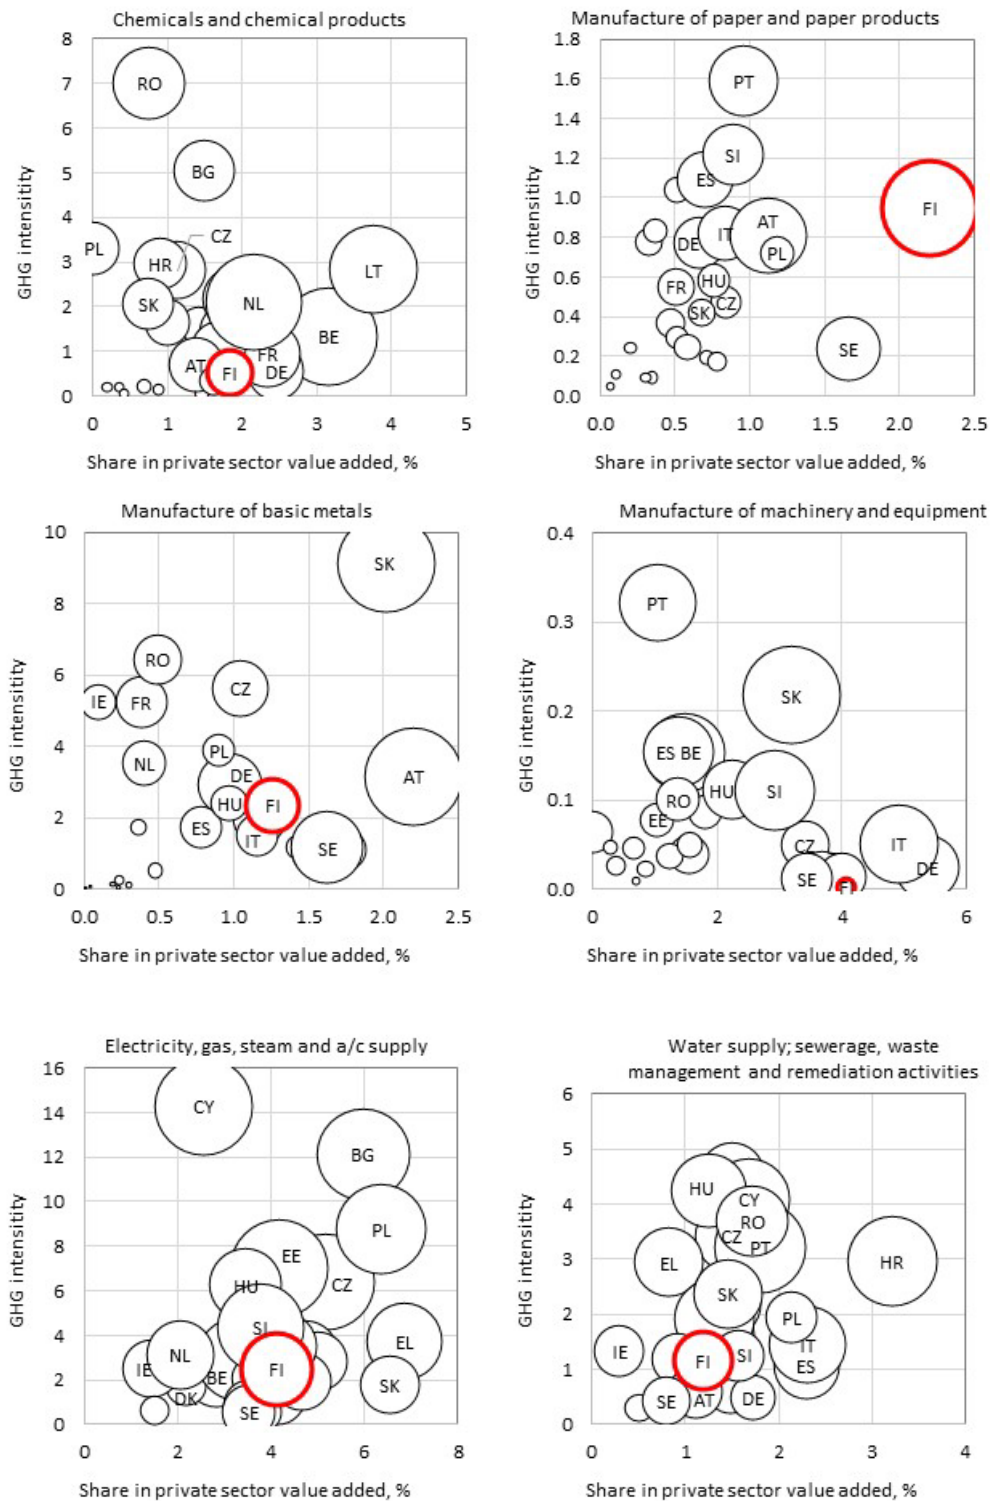 Chemicals and chemical products
8
7
6
5
4
3
2
1
0
GHG intensitity
RO
BG
PL
CZ
HR
LT
SK
NL
BE
FR
AT
FI
DE
0 1 2 3 4 5
Share in private sector value added, %
Manufacture of paper and paper products
1.8
1.6
1.4
1.2
1.0
0.8
0.6
0.4
0.2
0.0
GHG intensitity
PT
SI
ES
FI
AT
IT
DE
PL
HU
FR
CZ
SK
SE
0.0 0.5 1.0 1.5 2.0 2.5
Share in private sector value added, %
Manufacture of basic metals
10
8
6
4
2
0
GHG intensitity
SK
RO
CZ
IE
FR
PL
NL
DE
AT
HU
FI
ES
IT
SE
0.0 0.5 1.0 1.5 2.0 2.5
Share in private sector value added, %
Manufacture of machinery and equipment
0.4
0.3
0.2
0.1
0.0
GHG intensitity
PT
SK
ES BE
HU
SI
RO
EE
CZ
IT
DE
SE
FI
0 2 4 6
Share in private sector value added, %
Electricity, gas, steam and a/c supply
16
14
12
10
8
6
4
2
0
GHG intensitity
CY
BG
PL
EE
HU
CZ
SI
EL
NL
IE
FI
BE
DK
SK
SE
0 2 4 6 8
Share in private sector value added, %
Water supply; sewerage, waste
management and remediation activities
6
5
4
3
2
1
0
GHG intensitity
HU
CY
RO
CZ
PT
EL
HR
SK
PL
IT
IE
FI
SI
ES
SE
AT
DE
0 1 2 3 4
Share in private sector value added, %